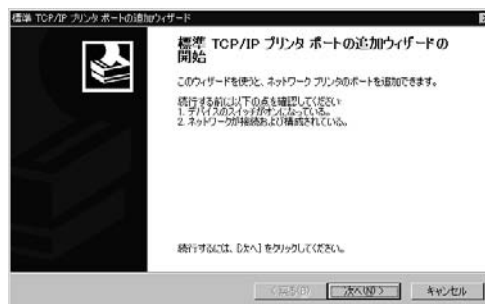 標準 TCP/IP プリンタ ポートの追加ウィザード
標準 TCP/IP プリンタ ポートの追加ウィザードの
開始
このウィザードを使うと、ネットワーク プリンタのポートを追加できます。
続行する前に以下の点を確認してください
1. デバイスのスイッチがオンになっている。
2. ネットワークが接続および構成されている。
続行するには、[次へ] をクリックしてください。
< 戻る(B)
次へ(N) >
キャンセル